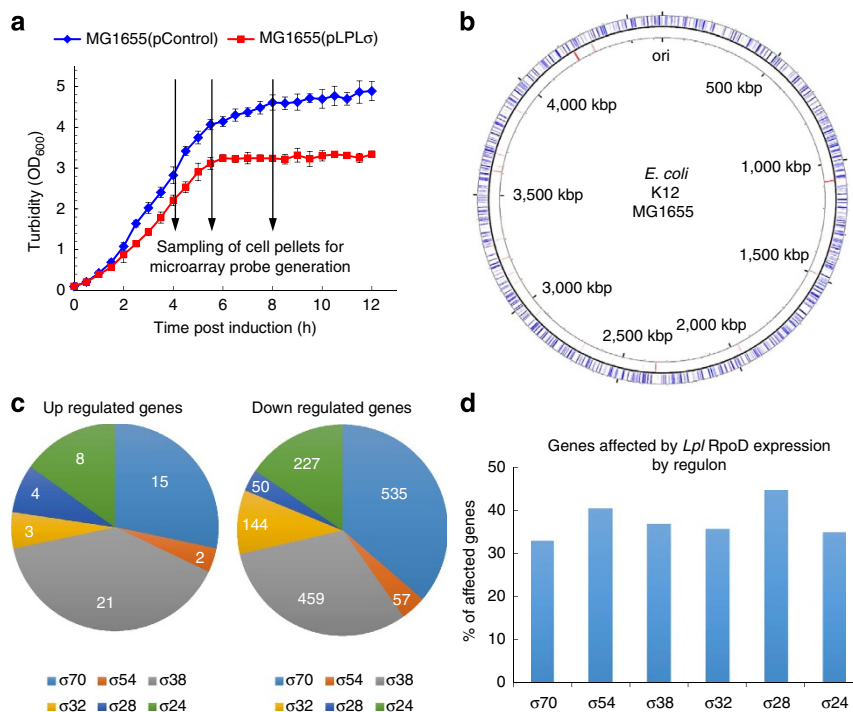 a
MG1655(pControl) MG1655(pLPLσ)
5
4
3
2
1
0
Turbidity (OD600)
Sampling of cell pellets for
microarray probe generation
0 2 4 6 8 10 12
Time post induction (h)
b
ori
500 kbp
1,000 kbp
1,500 kbp
2,000 kbp
2,500 kbp
3,000 kbp
3,500 kbp
4,000 kbp
E. coli
K12
MG1655
c
Up regulated genes
8
15
4
3
2
21
Down regulated genes
227
50
535
144
57
459
σ70 σ54 σ38
σ32 σ28 σ24
σ70 σ54 σ38
σ32 σ28 σ24
d
Genes affected by Lpl RpoD expression
by regulon
50
40
30
20
10
0
% of affected genes
σ70 σ54 σ38 σ32 σ28 σ24